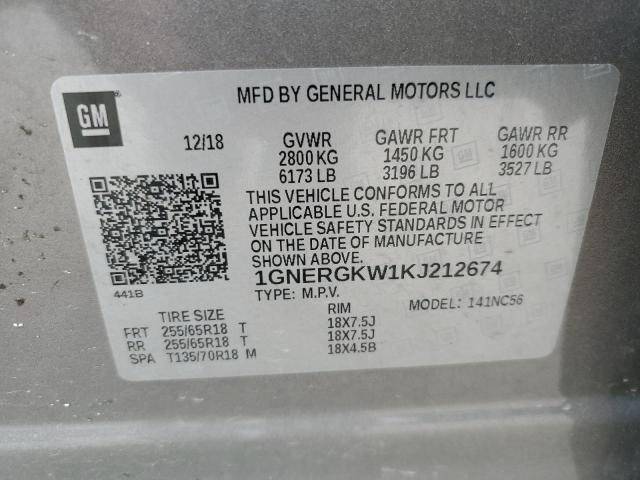 GM
MFD BY GENERAL MOTORS LLC
12/18 GVWR GAWR FRT GAWR RR
2800 KG 1450 KG 1600 KG
6173 LB 3196 LB 3527 LB
THIS VEHICLE CONFORMS TO ALL
APPLICABLE U.S. FEDERAL MOTOR
VEHICLE SAFETY STANDARDS IN EFFECT
ON THE DATE OF MANUFACTURE
SHOWN ABOVE.
1GNERGKW1KJ212674
441B TYPE: M.P.V. MODEL: 141NC56
TIRE SIZE RIM
FRT 255/65R18 T 18X7.5J
RR 255/65R18 T 18X7.5J
SPA T135/70R18 M 18X4.5B